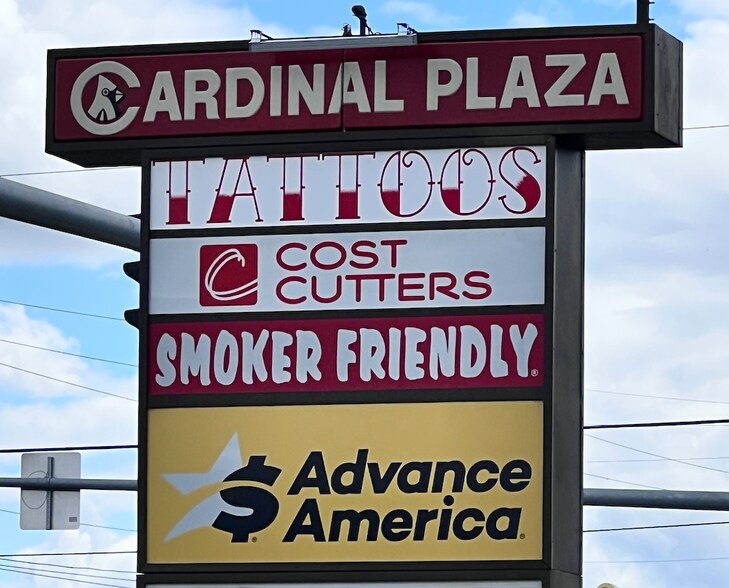 CARDINAL PLAZA
TATTOOS
COST
CUTTERS
SMOKER FRIENDLY®
$ Advance
America®